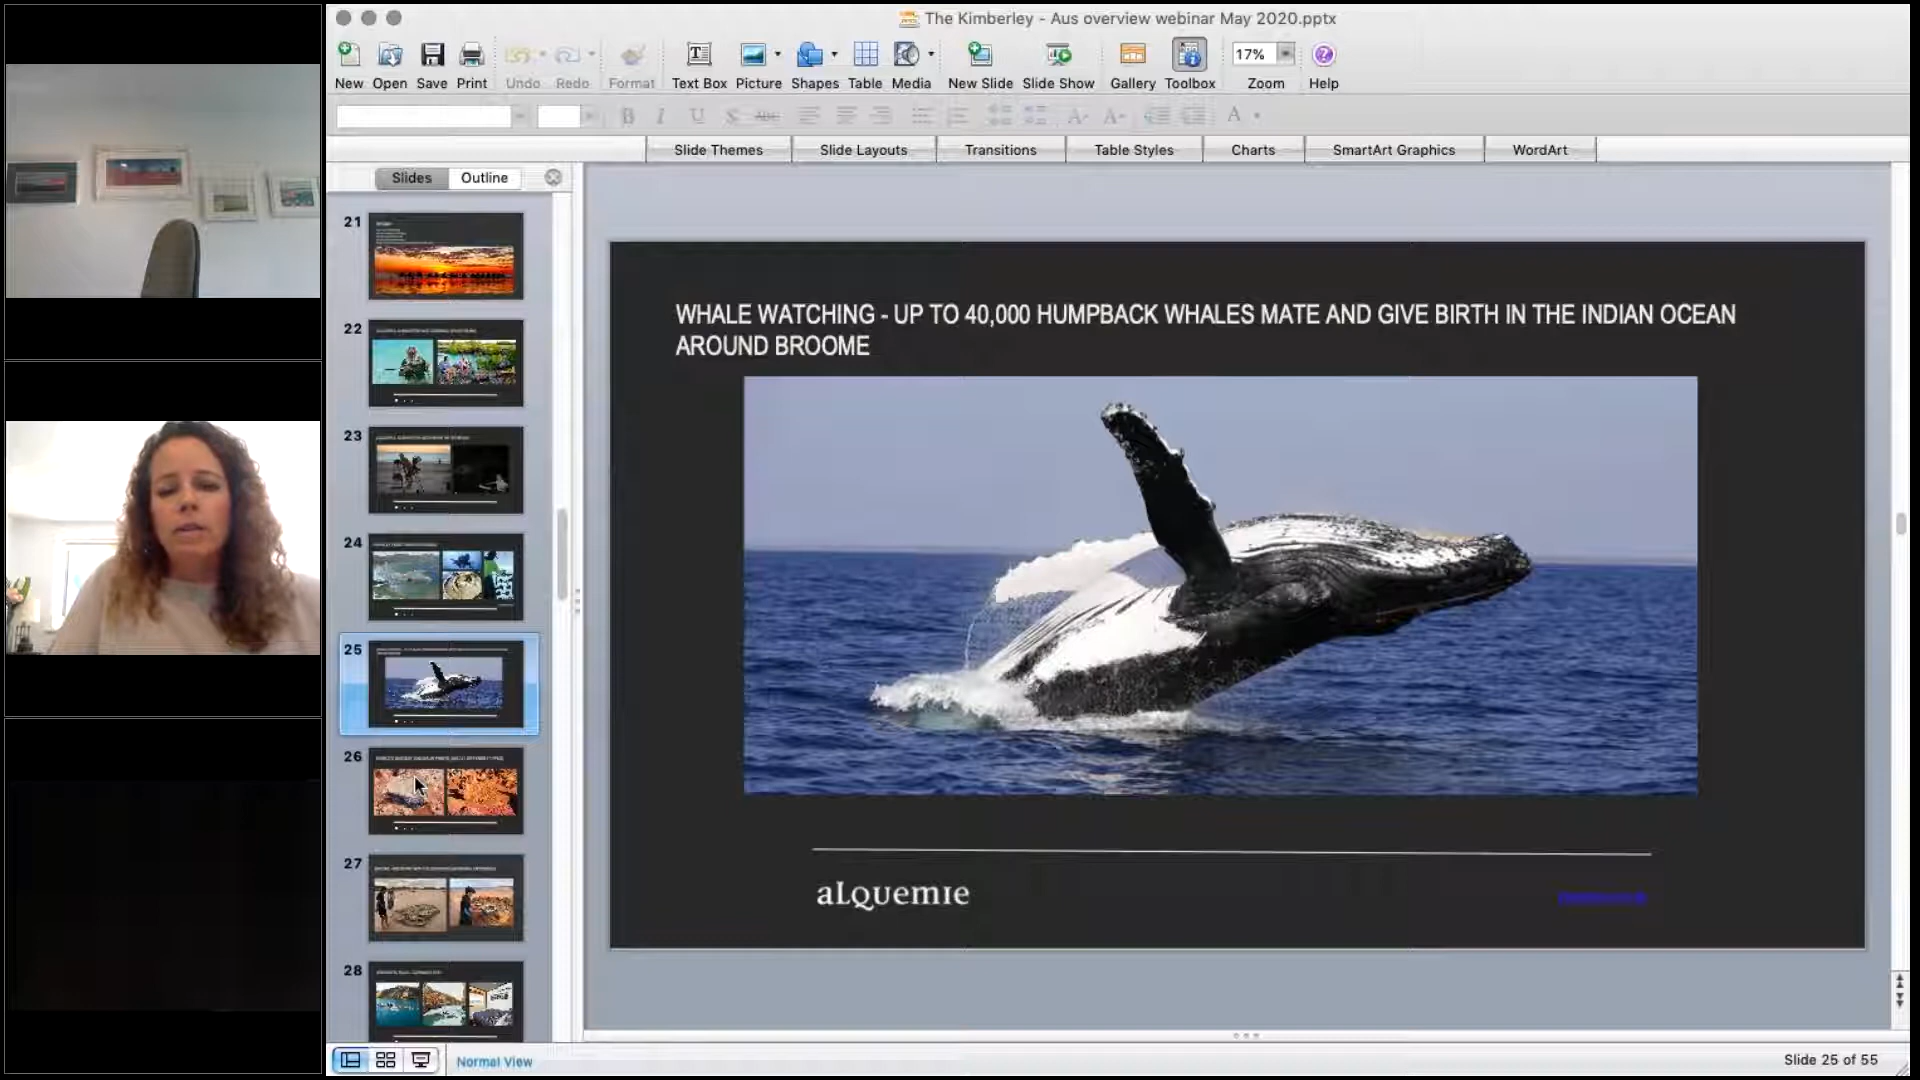 The Kimberley - Aus overview webinar May 2020.pptx
New Open Save Print Undo Redo Format Text Box Picture Shapes Table Media New Slide Slide Show Gallery Toolbox Zoom Help
17%
B I U S ABC A A A
Slide Themes Slide Layouts Transitions Table Styles Charts SmartArt Graphics WordArt
Slides Outline
21
22
23
24
25
26
27
28
WHALE WATCHING - UP TO 40,000 HUMPBACK WHALES MATE AND GIVE BIRTH IN THE INDIAN OCEAN
AROUND BROOME
aLQuemie
Normal View
Slide 25 of 55